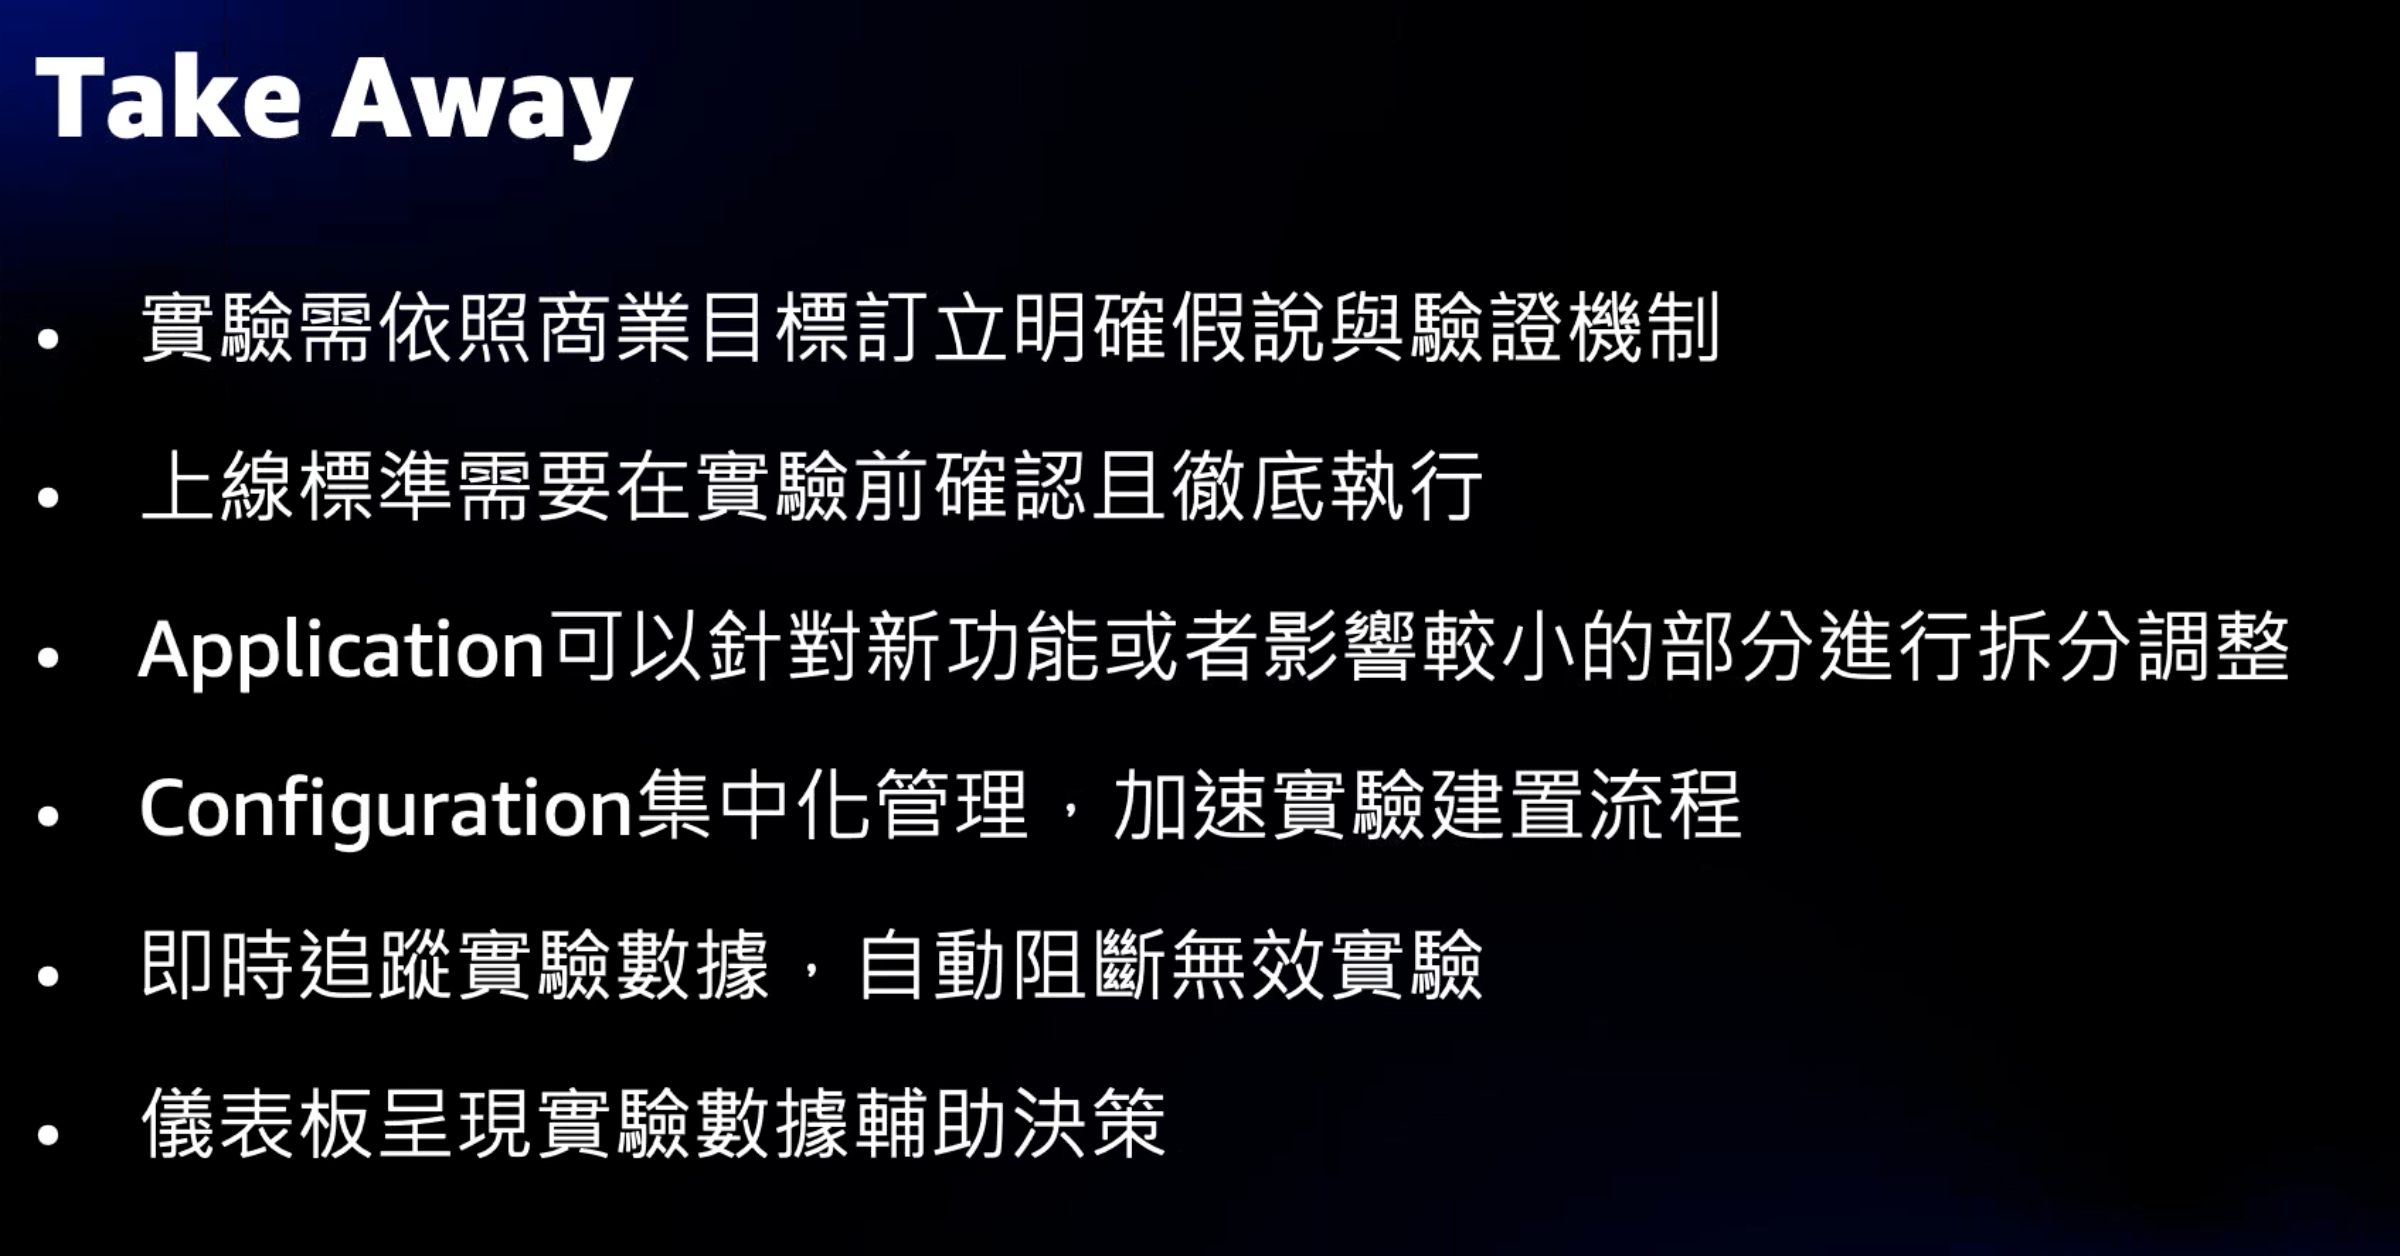 Take Away
• 實驗需依照商業目標訂立明確假說與驗證機制
• 上線標準需要在實驗前確認且徹底執行
• Application可以針對新功能或者影響較小的部分進行拆分調整
• Configuration集中化管理，加速實驗建置流程
• 即時追蹤實驗數據，自動阻斷無效實驗
• 儀表板呈現實驗數據輔助決策